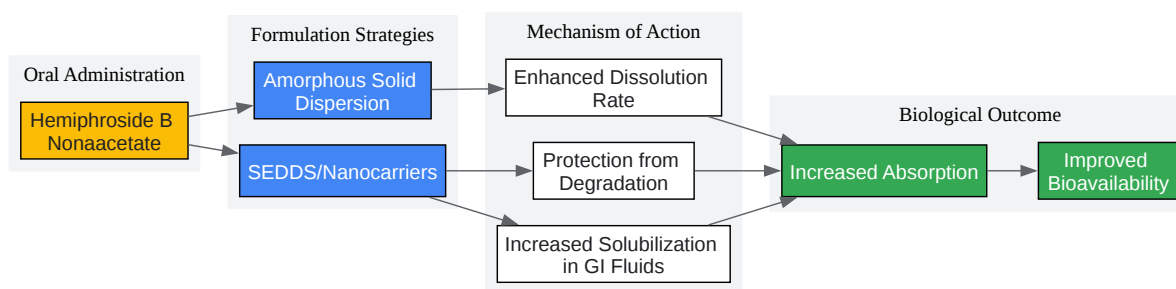 Oral Administration
Hemiphroside B
Nonaacetate
Formulation Strategies
Amorphous Solid
Dispersion
SEDDS/Nanocarriers
Mechanism of Action
Enhanced Dissolution
Rate
Protection from
Degradation
Increased Solubilization
in GI Fluids
Biological Outcome
Increased Absorption
Improved
Bioavailability